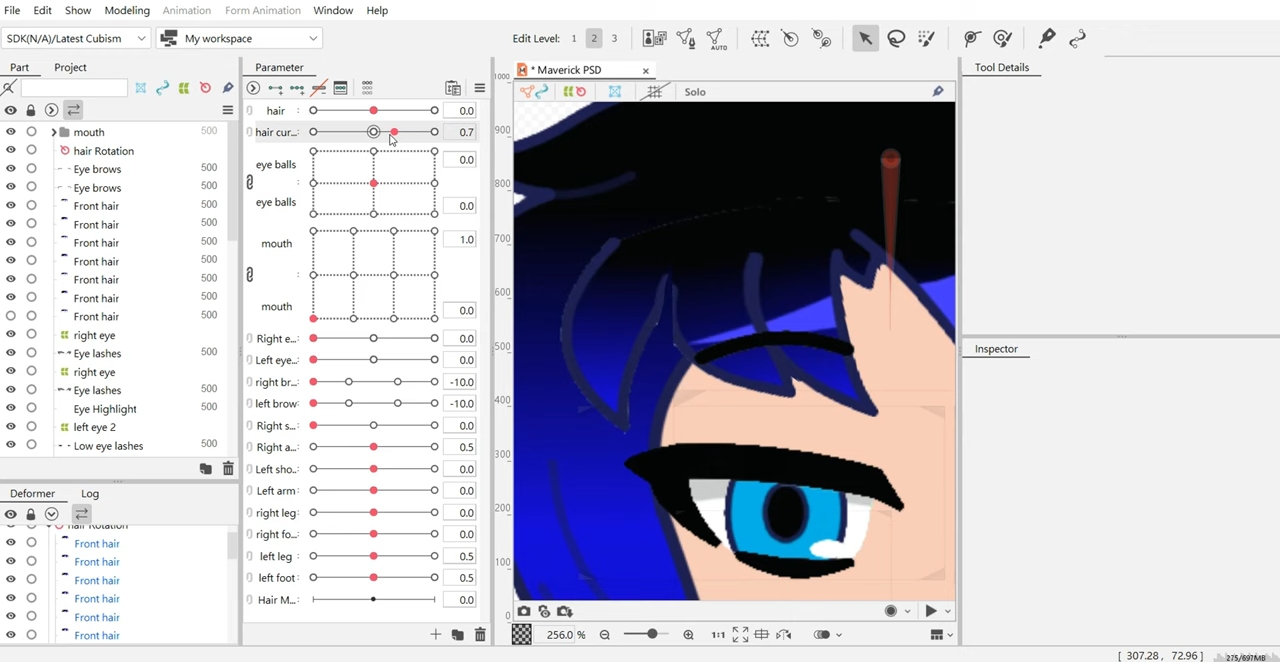 File Edit Show Modeling Animation Form Animation Window Help
SDK(N/A)/Latest Cubism My workspace Edit Level: 1 2 3 AUTO
Part Project
mouth 500
hair Rotation
Eye brows 500
Eye brows 500
Front hair 500
Front hair 500
Front hair 500
Front hair 500
Front hair 500
Front hair 500
Front hair 500
right eye
Eye lashes 500
right eye
Eye lashes 500
Eye Highlight 500
left eye 2
Low eye lashes 500
Deformer Log
hair Rotation
Front hair
Front hair
Front hair
Front hair
Front hair
Front hair
Parameter
hair 0.0
hair cur... 0.7
eye balls 0.0
:
eye balls 0.0
mouth 1.0
:
mouth 0.0
Right e... 0.0
Left eye... 0.0
right br... -10.0
left brow: -10.0
Right s... 0.0
Right a... 0.5
Left sho... 0.0
Left arm : 0.0
right leg : 0.0
right fo... 0.0
left leg : 0.5
left foot : 0.5
Hair M... 0.0
* Maverick PSD x
Solo
1000
900
800
700
600
500
400
300
200
100
0
256.0 % 1:1
Tool Details
Inspector
[ 307.28, 72.96 ] 275/697MB